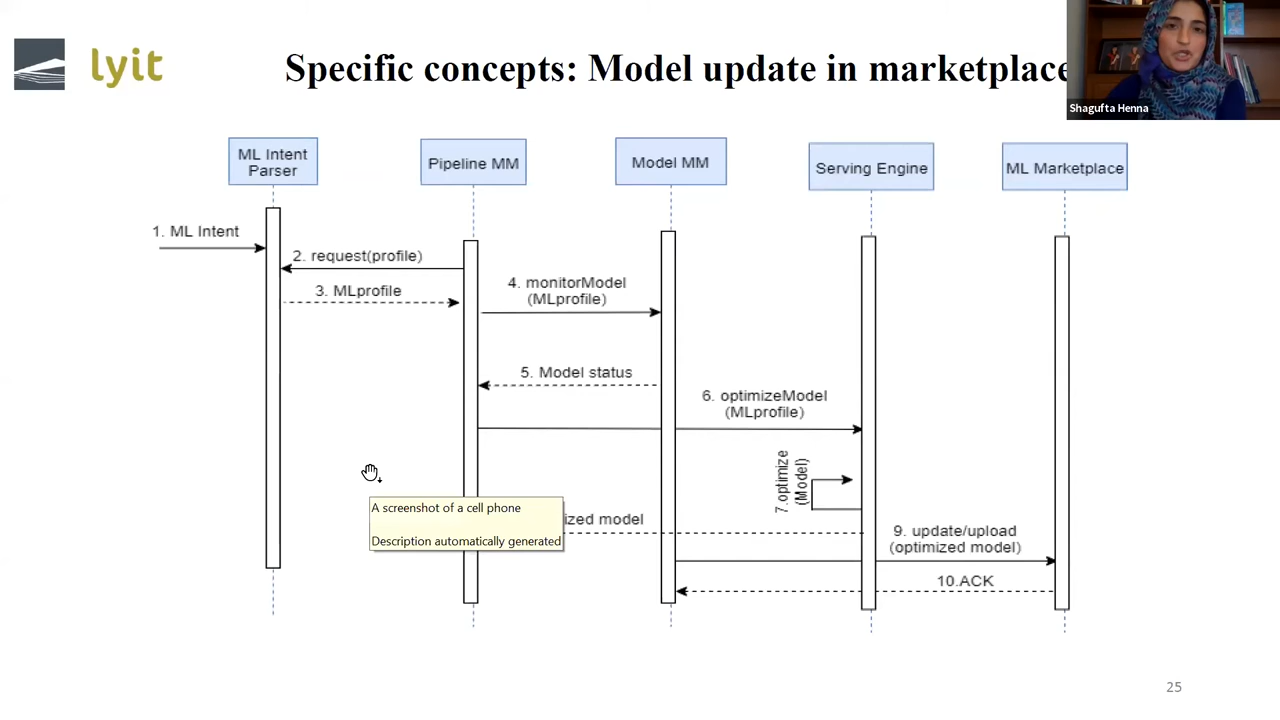 lyit
Specific concepts: Model update in marketplace
Shagufta Henna
ML Intent
Parser
Pipeline MM
Model MM
Serving Engine
ML Marketplace
1. ML Intent
2. request(profile)
3. MLprofile
4. monitorModel
(MLprofile)
5. Model status
6. optimizeModel
(MLprofile)
7.optimize
(Model)
A screenshot of a cell phone
Description automatically generated
ized model
9. update/upload
(optimized model)
10.ACK
25